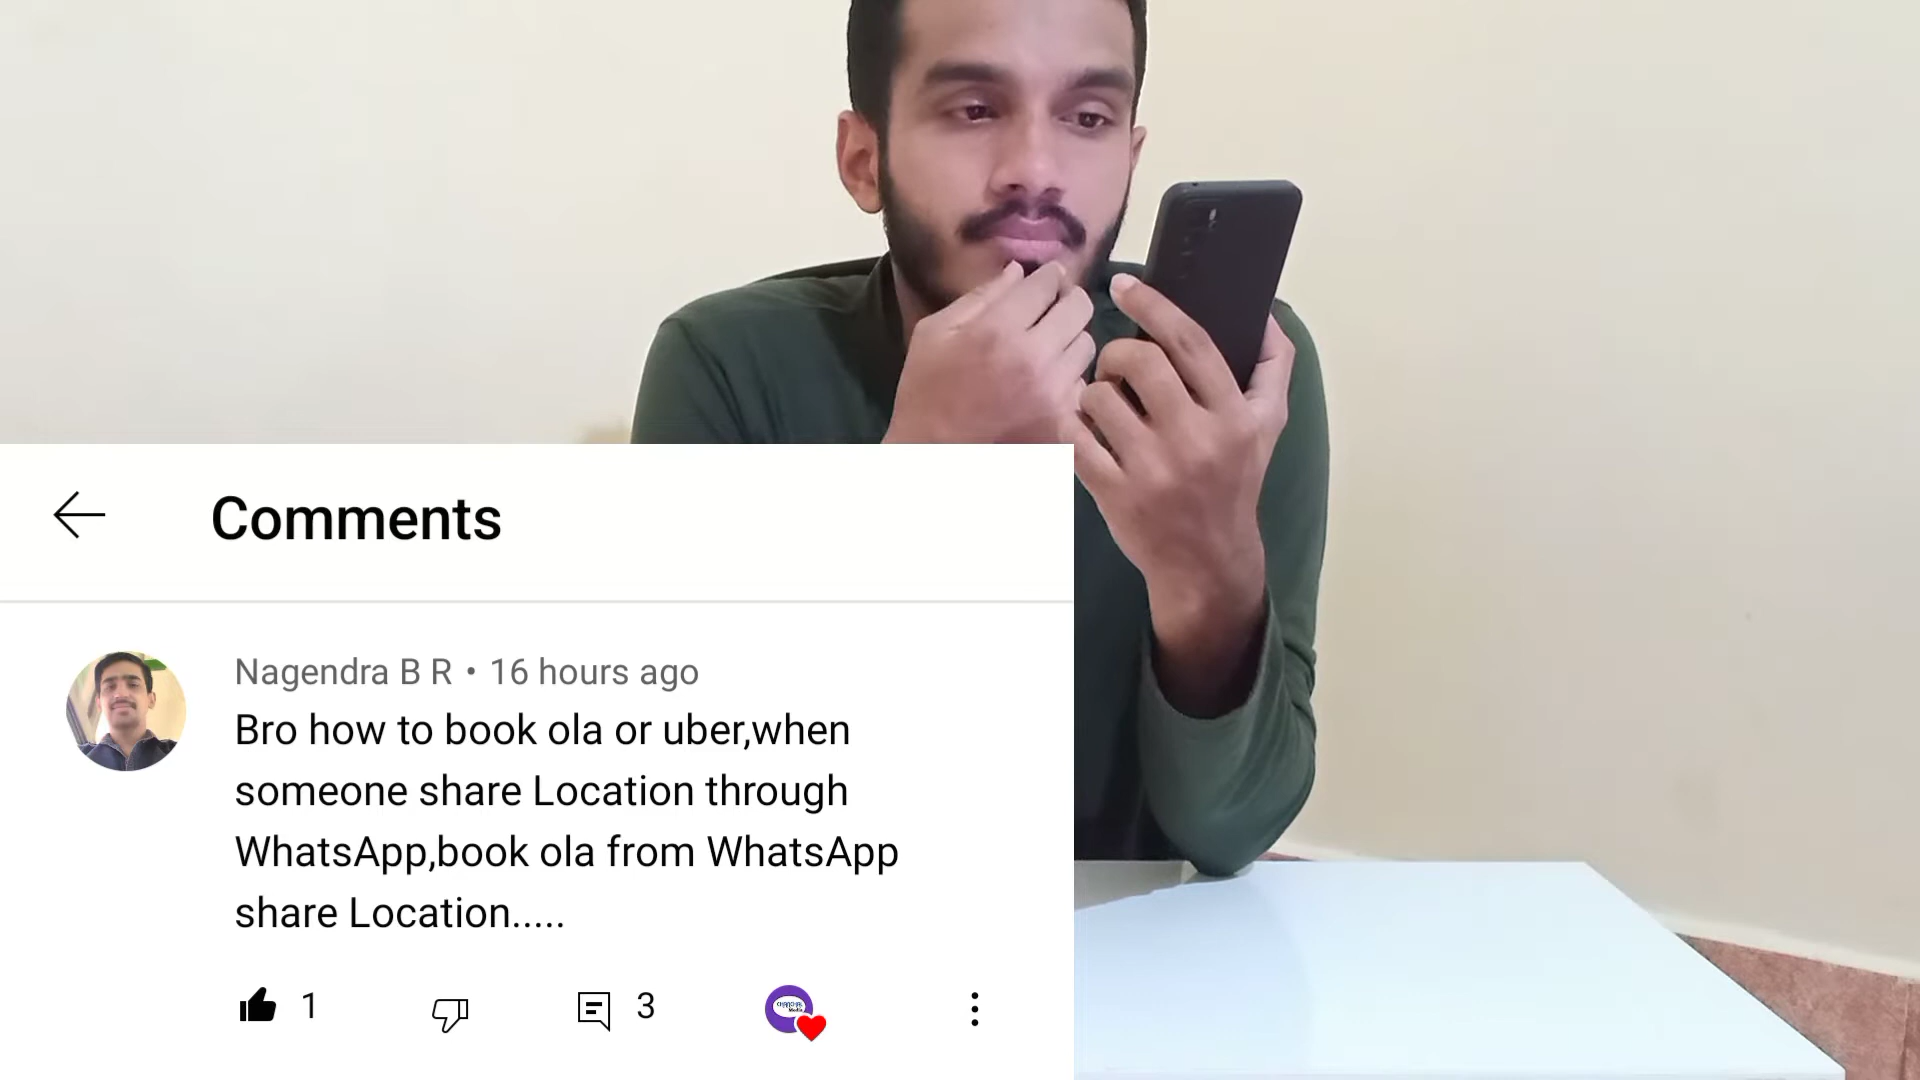 Comments
Nagendra B R • 16 hours ago
Bro how to book ola or uber,when
someone share Location through
WhatsApp,book ola from WhatsApp
share Location.....
1
3